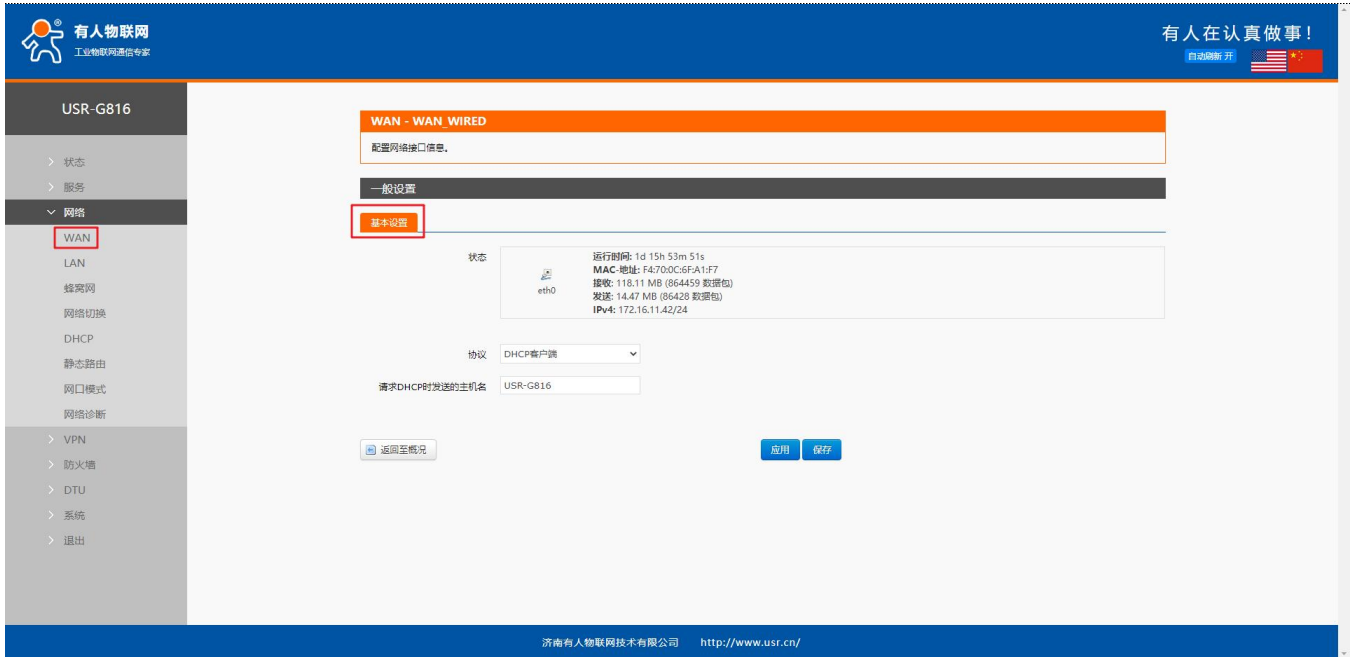 有人物联网
工业物联网通信专家
有人在认真做事！
自动刷新 开
USR-G816
状态
服务
网络
WAN
LAN
蜂窝网
网络切换
DHCP
静态路由
网口模式
网络诊断
VPN
防火墙
DTU
系统
退出
WAN - WAN_WIRED
配置网络接口信息。
一般设置
基本设置
状态
eth0
运行时间: 1d 15h 53m 51s
MAC-地址: F4:70:0C:6F:A1:F7
接收: 118.11 MB (864459 数据包)
发送: 14.47 MB (86428 数据包)
IPv4: 172.16.11.42/24
协议 DHCP客户端
请求DHCP时发送的主机名 USR-G816
返回至概况 应用 保存
济南有人物联网技术有限公司 http://www.usr.cn/